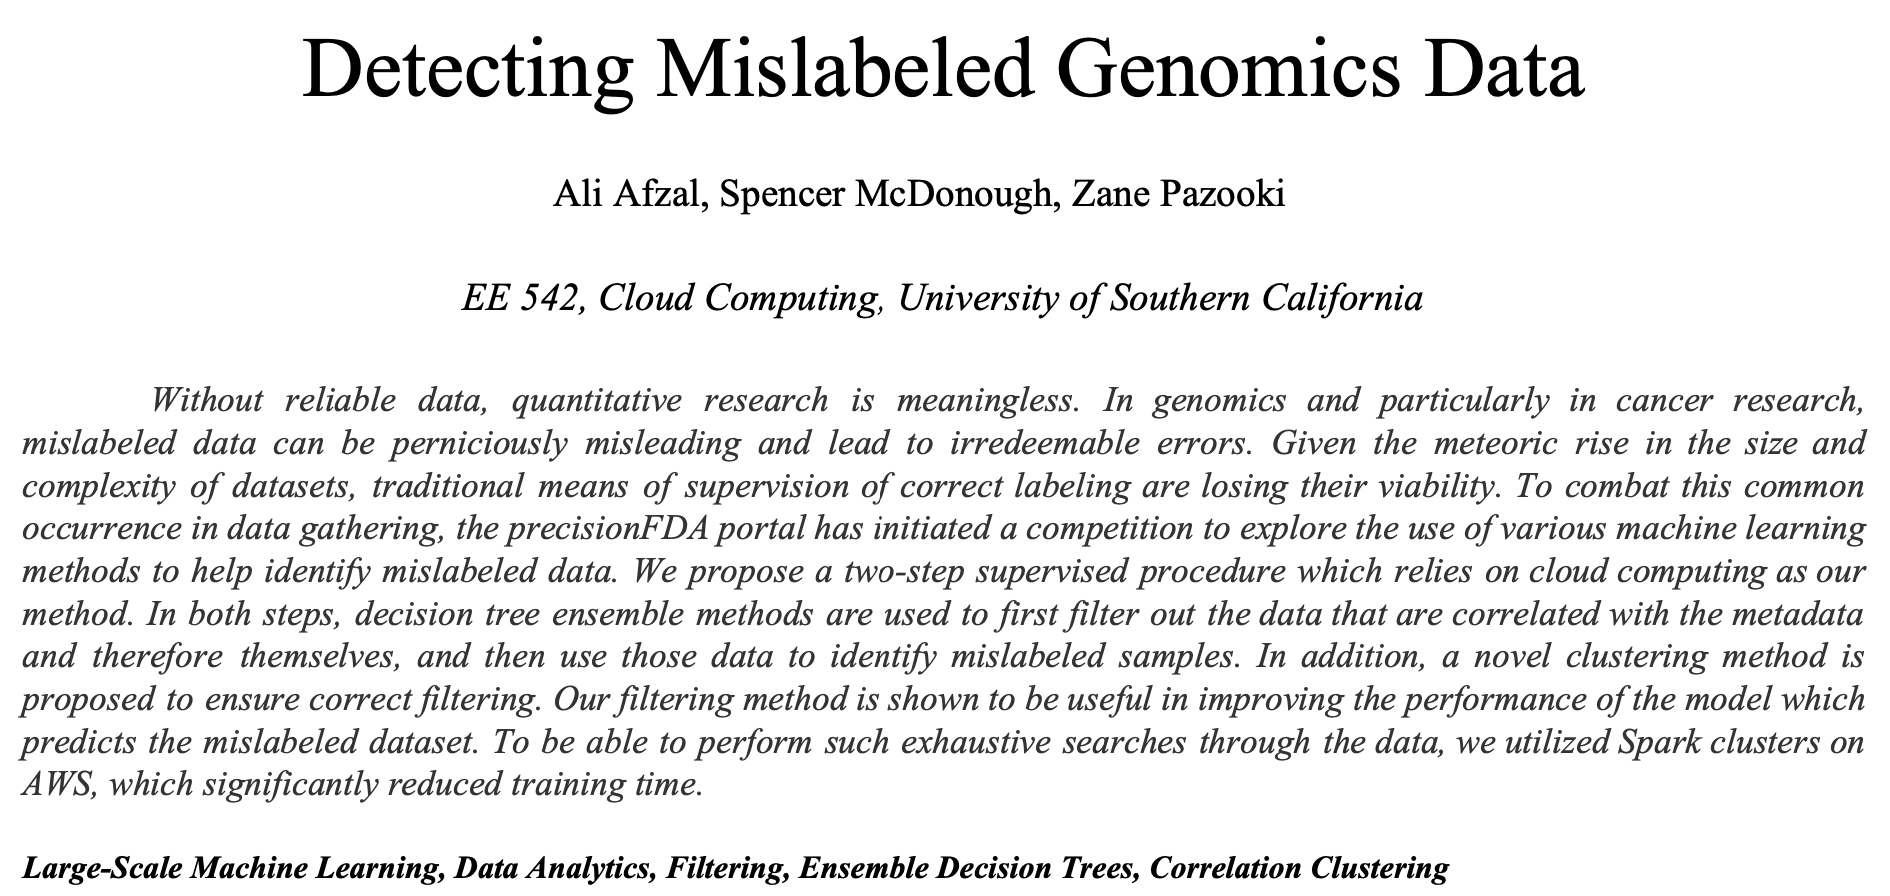 Detecting Mislabeled Genomics Data
Ali Afzal, Spencer McDonough, Zane Pazooki
EE 542, Cloud Computing, University of Southern California
Without reliable data, quantitative research is meaningless. In genomics and particularly in cancer research,
mislabeled data can be perniciously misleading and lead to irredeemable errors. Given the meteoric rise in the size and
complexity of datasets, traditional means of supervision of correct labeling are losing their viability. To combat this common
occurrence in data gathering, the precisionFDA portal has initiated a competition to explore the use of various machine learning
methods to help identify mislabeled data. We propose a two-step supervised procedure which relies on cloud computing as our
method. In both steps, decision tree ensemble methods are used to first filter out the data that are correlated with the metadata
and therefore themselves, and then use those data to identify mislabeled samples. In addition, a novel clustering method is
proposed to ensure correct filtering. Our filtering method is shown to be useful in improving the performance of the model which
predicts the mislabeled dataset. To be able to perform such exhaustive searches through the data, we utilized Spark clusters on
AWS, which significantly reduced training time.
Large-Scale Machine Learning, Data Analytics, Filtering, Ensemble Decision Trees, Correlation Clustering